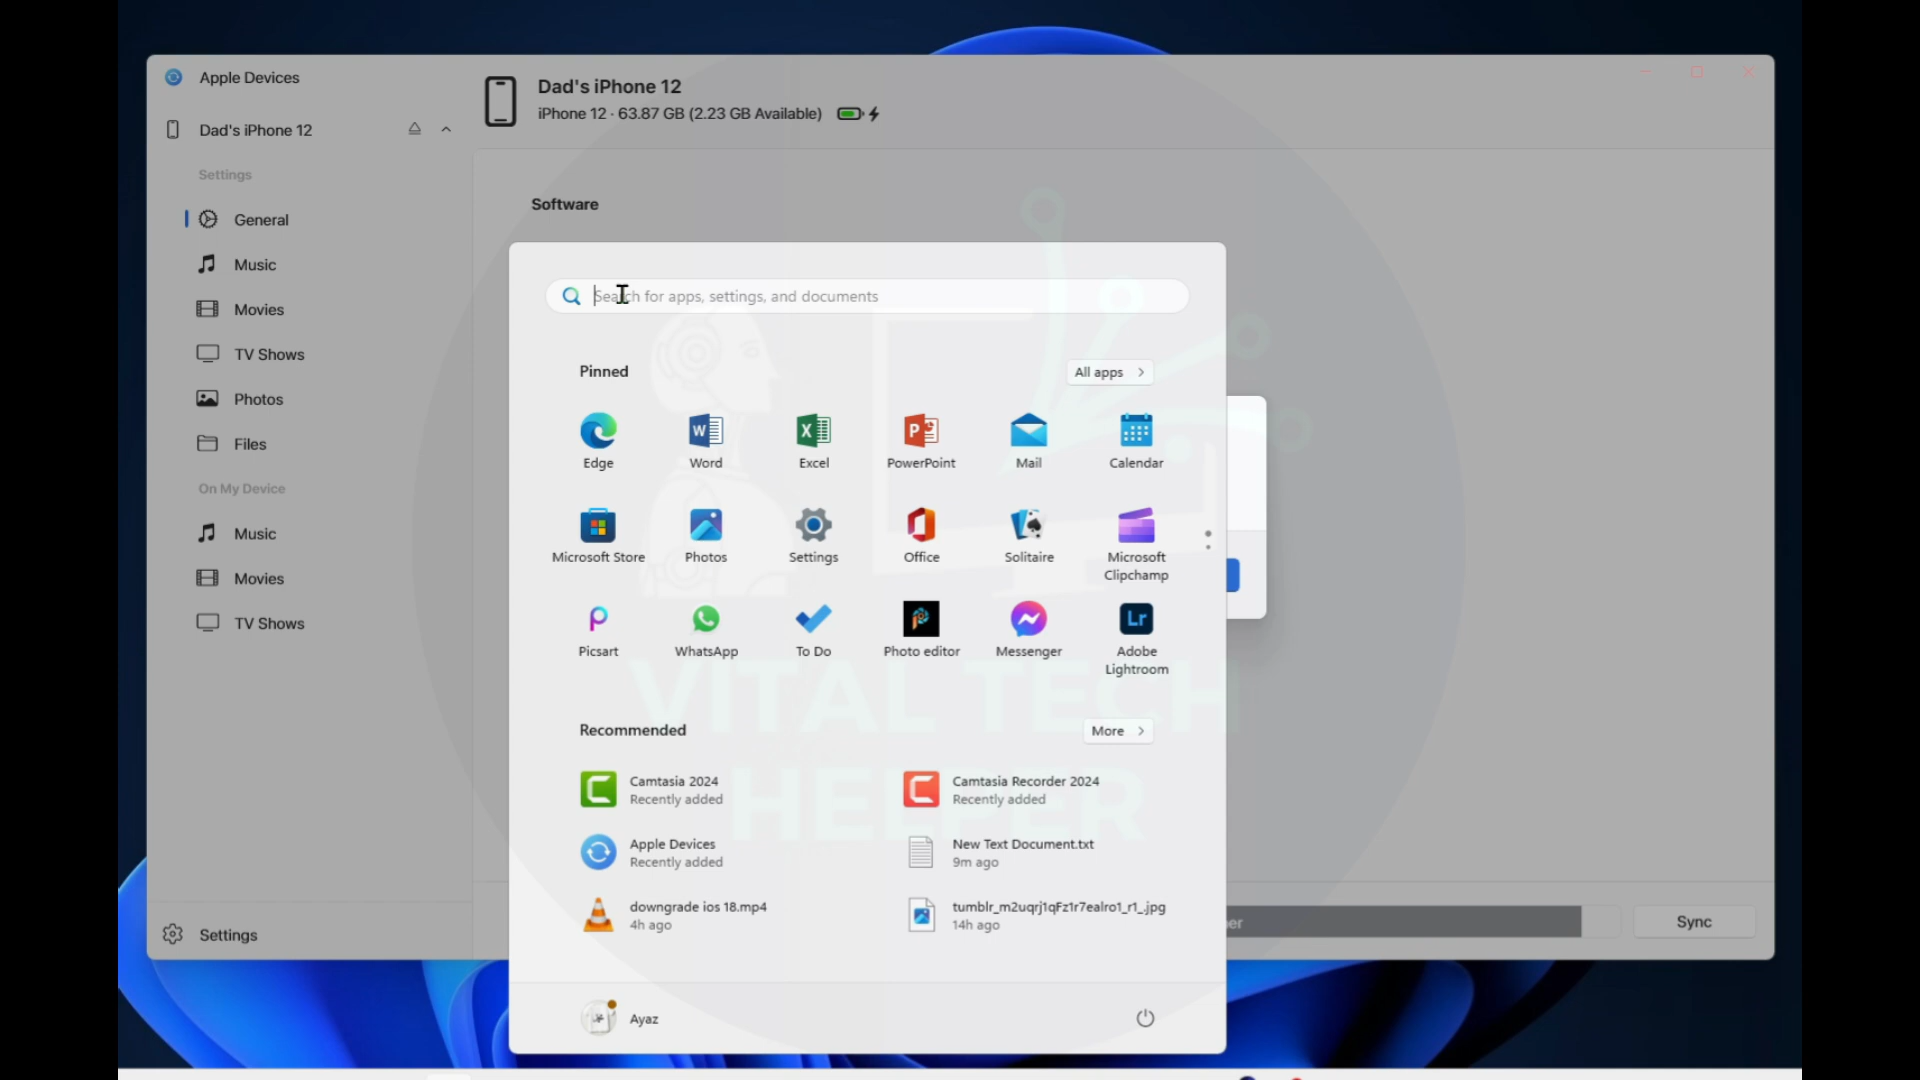 Apple Devices
Dad's iPhone 12
Settings
General
Music
Movies
TV Shows
Photos
Files
On My Device
Music
Movies
TV Shows
Settings
Dad's iPhone 12
iPhone 12 · 63.87 GB (2.23 GB Available)
Software
Search for apps, settings, and documents
Pinned
All apps
Edge
Word
Excel
PowerPoint
Mail
Calendar
Microsoft Store
Photos
Settings
Office
Solitaire
Microsoft
Clipchamp
Picsart
WhatsApp
To Do
Photo editor
Messenger
Adobe
Lightroom
Recommended
More
Camtasia 2024
Recently added
Camtasia Recorder 2024
Recently added
Apple Devices
Recently added
New Text Document.txt
9m ago
downgrade ios 18.mp4
4h ago
tumblr_m2uqrj1qFz1r7ealro1_r1_.jpg
14h ago
Ayaz
Sync
VITAL TECH
HELPER